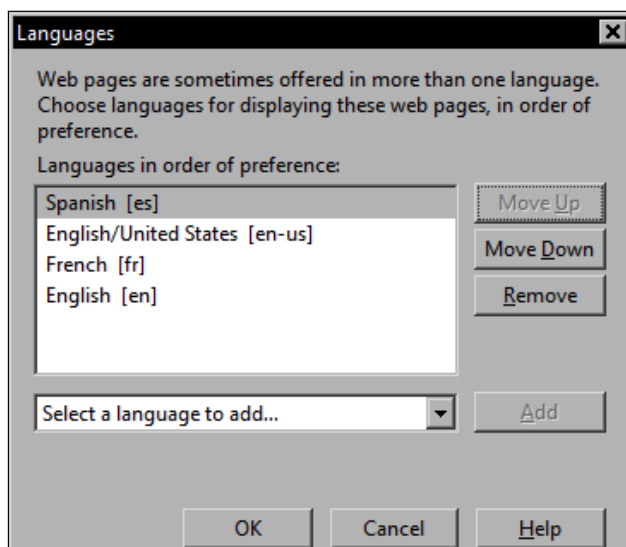 Languages
Web pages are sometimes offered in more than one language.
Choose languages for displaying these web pages, in order of
preference.
Languages in order of preference:
Spanish [es]
English/United States [en-us]
French [fr]
English [en]
Move Up
Move Down
Remove
Select a language to add...
Add
OK
Cancel
Help